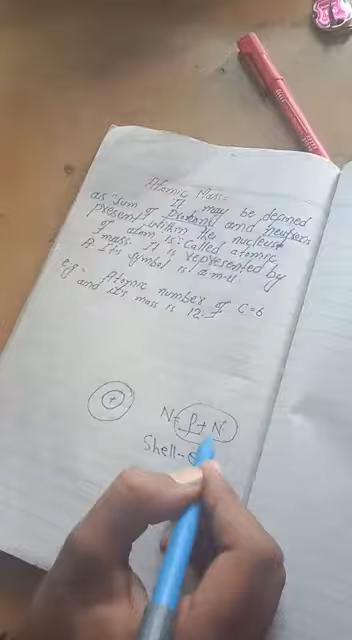 Atomic Mass-
It may be defined
as "sum of Protons and neutrons
present within the nucleus
of atom is called atomic
mass. It is represented by
A. It's symbol is a.m.u.
e.g- Atomic number of C=6
and it's mass is 12.
+
N= P+N
Shell-